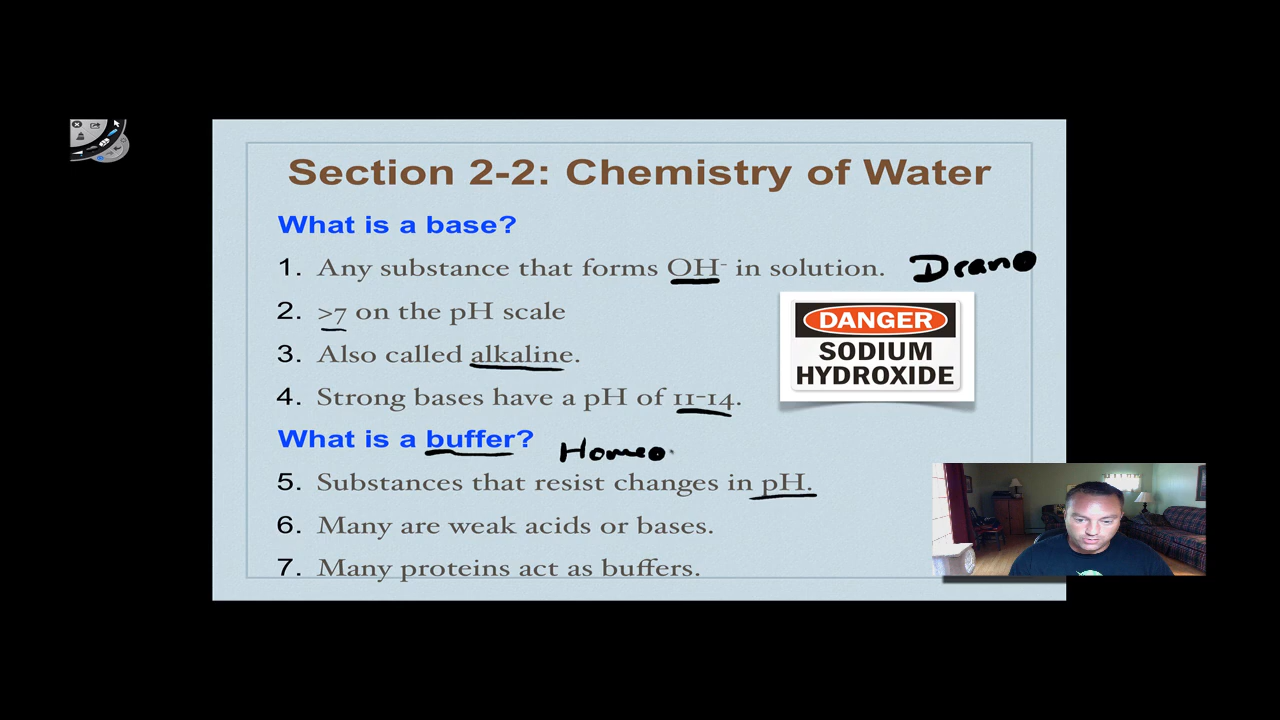 Section 2-2: Chemistry of Water
What is a base?
1. Any substance that forms OH- in solution. Drano
2. >7 on the pH scale
DANGER
SODIUM
HYDROXIDE
3. Also called alkaline.
4. Strong bases have a pH of 11-14.
What is a buffer? Homeo
5. Substances that resist changes in pH.
6. Many are weak acids or bases.
7. Many proteins act as buffers.